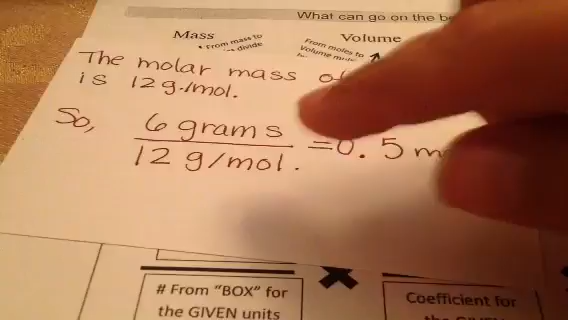 What can go on the
Mass
Volume
From mass to
divide
From moles to
The molar mass
is 12 g./mol.
So,
6 grams
12 g/mol.
=0.5
# From "BOX" for
the GIVEN units
Coefficient for